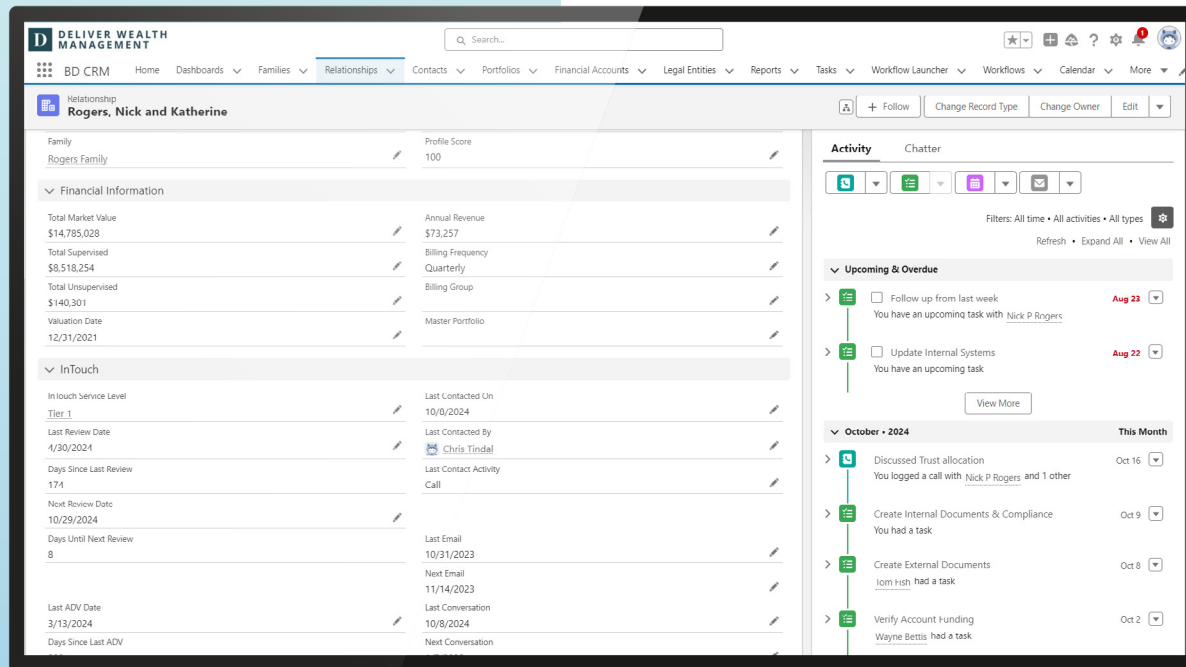 D DELIVER WEALTH
MANAGEMENT
Search...
1
BD CRM Home Dashboards Families Relationships Contacts Portfolios Financial Accounts Legal Entities Reports Tasks Workflow Launcher Workflows Calendar More
Relationship
Rogers, Nick and Katherine
+ Follow Change Record Type Change Owner Edit
Family
Rogers Family
Profile Score
100
Financial Information
Total Market Value
$14,785,028
Annual Revenue
$73,257
Total Supervised
$8,518,254
Billing Frequency
Quarterly
Total Unsupervised
$140,301
Billing Group
Valuation Date
12/31/2021
Master Portfolio
InTouch
InTouch Service Level
Tier 1
Last Contacted On
10/8/2024
Last Review Date
4/30/2024
Last Contacted By
Chris Tindal
Days Since Last Review
174
Last Contact Activity
Call
Next Review Date
10/29/2024
Days Until Next Review
8
Last Email
10/31/2023
Next Email
11/14/2023
Last ADV Date
3/13/2024
Last Conversation
10/8/2024
Days Since Last ADV
Next Conversation
Activity Chatter
Filters: All time • All activities • All types
Refresh • Expand All • View All
Upcoming & Overdue
Follow up from last week Aug 23
You have an upcoming task with Nick P Rogers
Update Internal Systems Aug 22
You have an upcoming task
View More
October • 2024 This Month
Discussed Trust allocation Oct 16
You logged a call with Nick P Rogers and 1 other
Create Internal Documents & Compliance Oct 9
You had a task
Create External Documents Oct 8
Tom Fish had a task
Verify Account Funding Oct 2
Wayne Bettis had a task